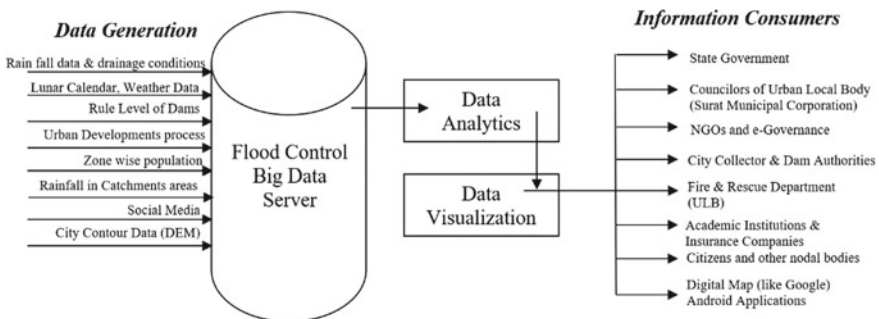 Data Generation
Rain fall data & drainage conditions
Lunar Calendar, Weather Data
Rule Level of Dams
Urban Developments process
Zone wise population
Rainfall in Catchments areas
Social Media
City Contour Data (DEM)
Flood Control
Big Data
Server
Data
Analytics
Data
Visualization
Information Consumers
State Government
Councilors of Urban Local Body
(Surat Municipal Corporation)
NGOs and e-Governance
City Collector & Dam Authorities
Fire & Rescue Department
(ULB)
Academic Institutions &
Insurance Companies
Citizens and other nodal bodies
Digital Map (like Google)
Android Applications